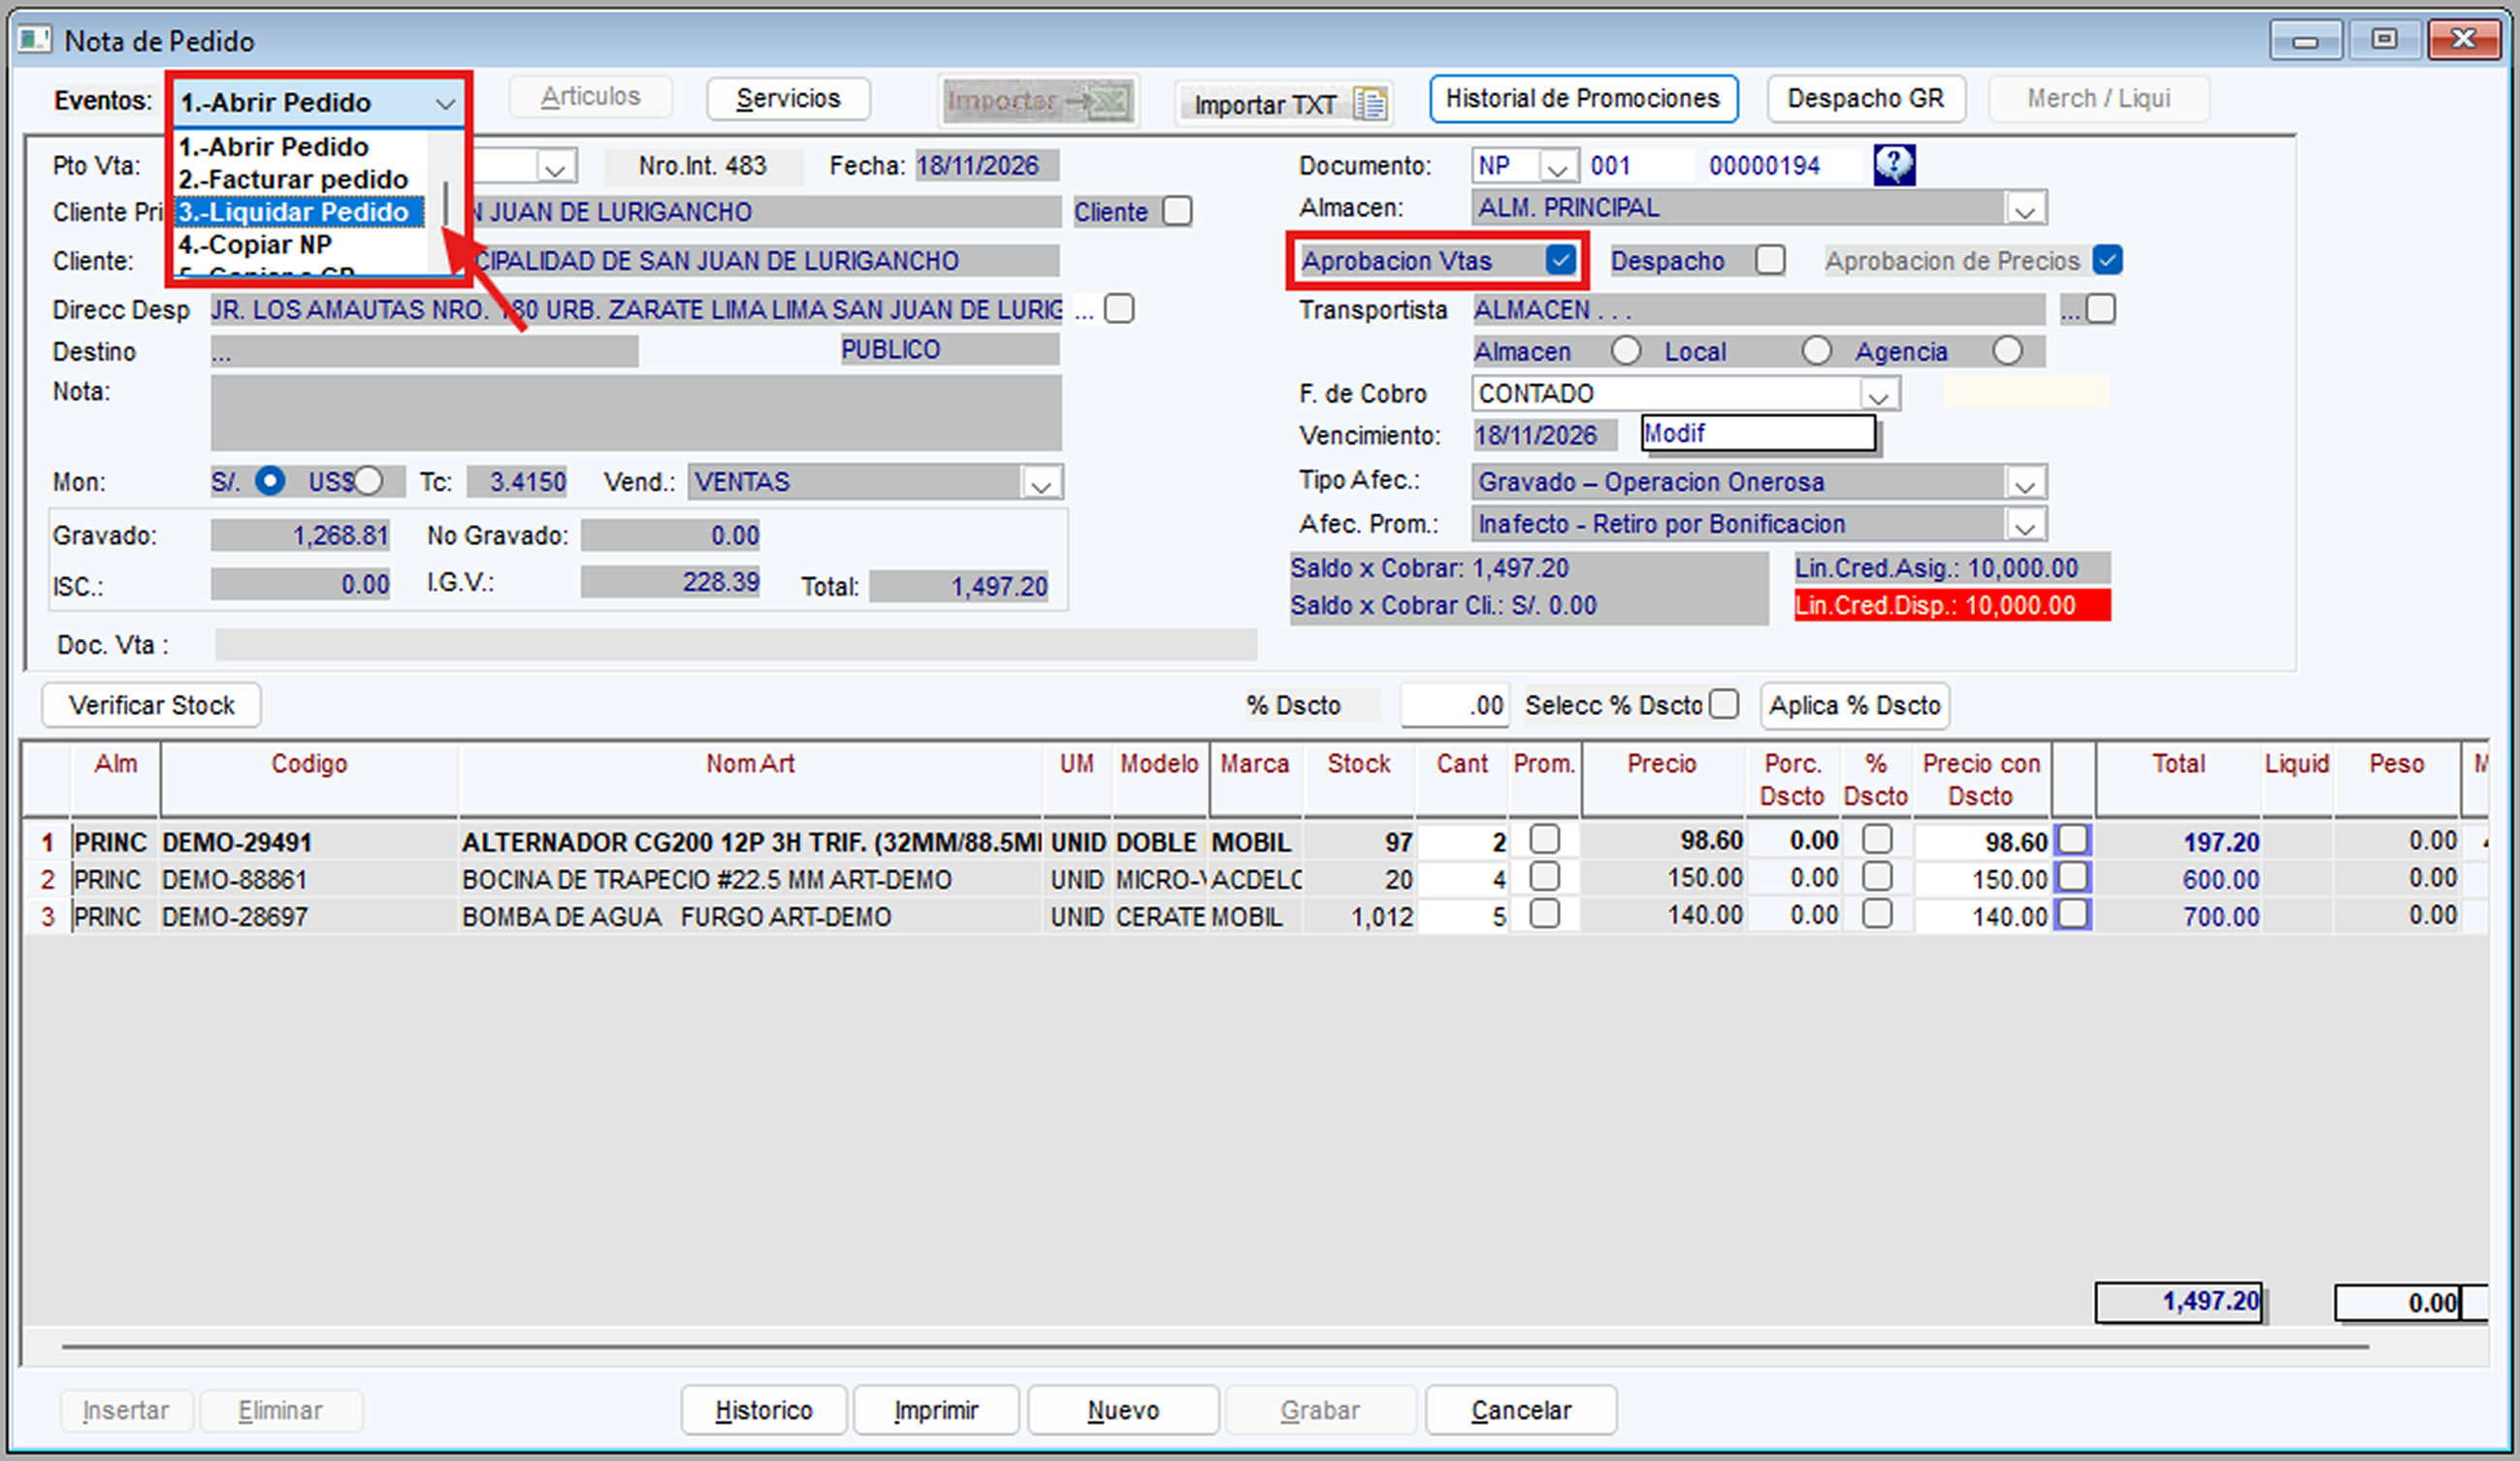 Nota de Pedido
Eventos: 1.-Abrir Pedido Articulos Servicios Importar Importar TXT Historial de Promociones Despacho GR Merch / Liqui
1.-Abrir Pedido
2.-Facturar pedido
3.-Liquidar Pedido
4.-Copiar NP
Pto Vta: Nro.Int. 483 Fecha: 18/11/2026 Documento: NP 001 00000194
Cliente Pri N JUAN DE LURIGANCHO Cliente Almacen: ALM. PRINCIPAL
Cliente: CIPALIDAD DE SAN JUAN DE LURIGANCHO Aprobacion Vtas Despacho Aprobacion de Precios
Direcc Desp JR. LOS AMAUTAS NRO. 180 URB. ZARATE LIMA LIMA SAN JUAN DE LURIG ... Transportista ALMACEN . . . ...
Destino ... PUBLICO Almacen Local Agencia
Nota: F. de Cobro CONTADO
Vencimiento: 18/11/2026 Modif
Mon: S/. US$ Tc: 3.4150 Vend.: VENTAS Tipo Afec.: Gravado – Operacion Onerosa
Gravado: 1,268.81 No Gravado: 0.00 Afec. Prom.: Inafecto - Retiro por Bonificacion
ISC.: 0.00 I.G.V.: 228.39 Total: 1,497.20 Saldo x Cobrar: 1,497.20 Lin.Cred.Asig.: 10,000.00
Saldo x Cobrar Cli.: S/. 0.00 Lin.Cred.Disp.: 10,000.00
Doc. Vta :
Verificar Stock % Dscto .00 Selecc % Dscto Aplica % Dscto
Alm Codigo Nom Art UM Modelo Marca Stock Cant Prom. Precio Porc. Dscto % Dscto Precio con Dscto Total Liquid Peso M
1 PRINC DEMO-29491 ALTERNADOR CG200 12P 3H TRIF. (32MM/88.5M UNID DOBLE MOBIL 97 2 98.60 0.00 98.60 197.20 0.00
2 PRINC DEMO-88861 BOCINA DE TRAPECIO #22.5 MM ART-DEMO UNID MICRO- ACDELC 20 4 150.00 0.00 150.00 600.00 0.00
3 PRINC DEMO-28697 BOMBA DE AGUA FURGO ART-DEMO UNID CERATE MOBIL 1,012 5 140.00 0.00 140.00 700.00 0.00
1,497.20 0.00
Insertar Eliminar Historico Imprimir Nuevo Grabar Cancelar